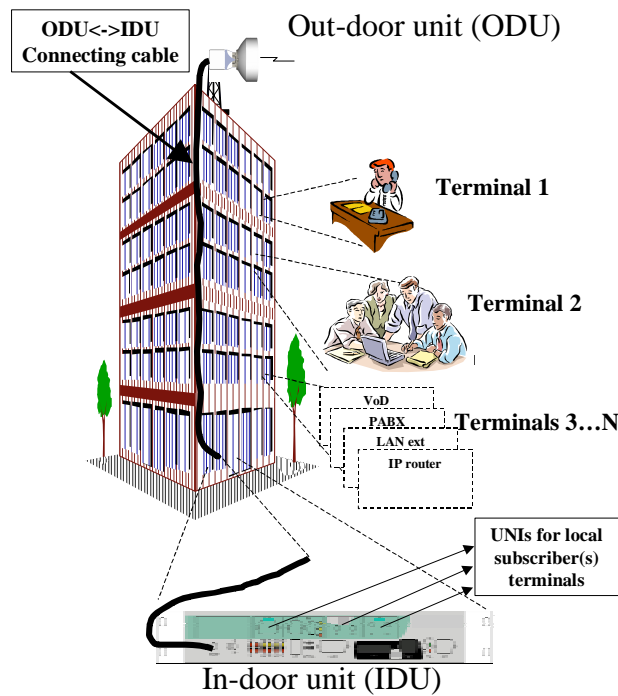 Out-door unit (ODU)
ODU<->IDU
Connecting cable
Terminal 1
Terminal 2
VoD
PABX
LAN ext
IP router
Terminals 3…N
UNIs for local
subscriber(s)
terminals
In-door unit (IDU)